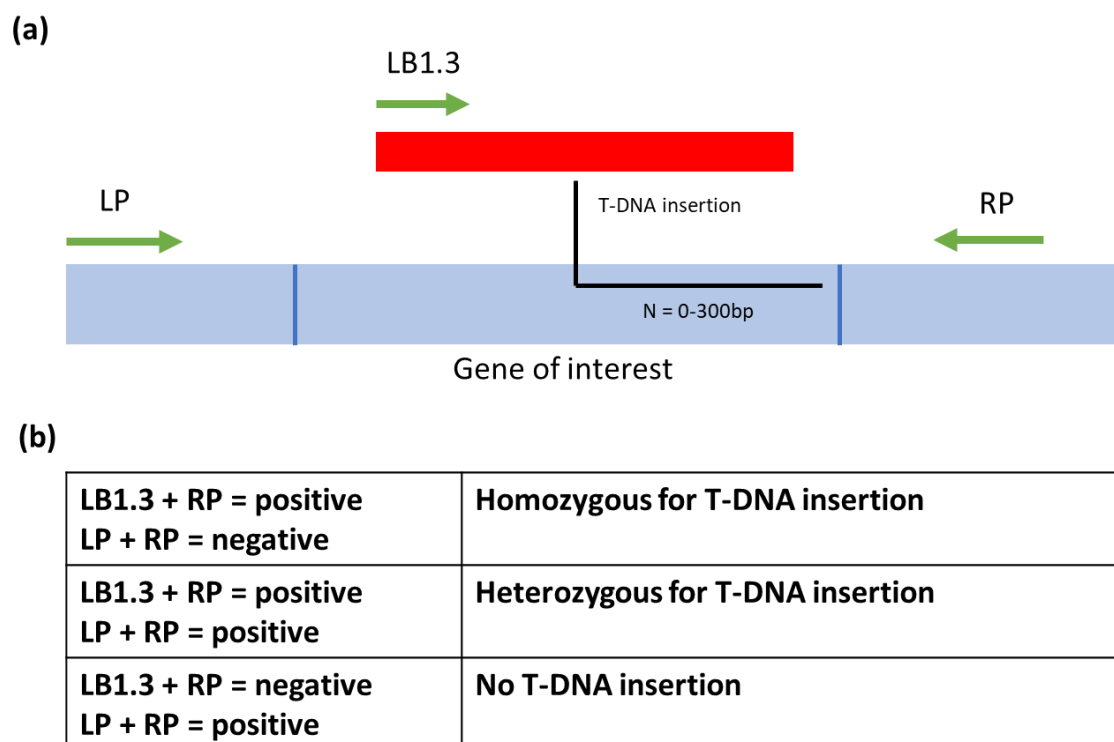 (a)
LB1.3
LP
T-DNA insertion
RP
N = 0-300bp
Gene of interest
(b)
LB1.3 + RP = positive
LP + RP = negative
Homozygous for T-DNA insertion
LB1.3 + RP = positive
LP + RP = positive
Heterozygous for T-DNA insertion
LB1.3 + RP = negative
LP + RP = positive
No T-DNA insertion